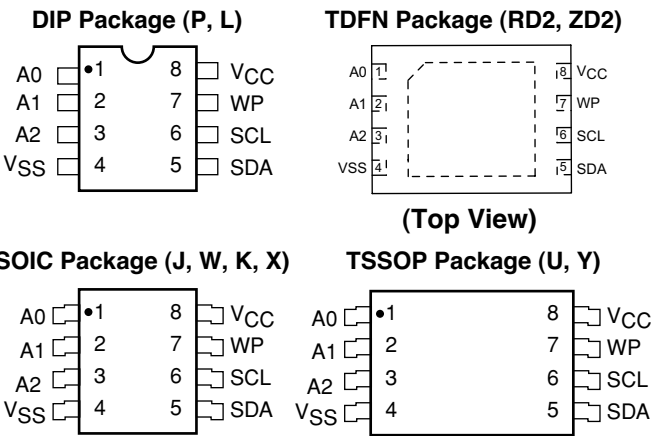 DIP Package (P, L)
A0 1 8 VCC
A1 2 7 WP
A2 3 6 SCL
VSS 4 5 SDA
TDFN Package (RD2, ZD2)
A0 1 8 VCC
A1 2 7 WP
A2 3 6 SCL
VSS 4 5 SDA
(Top View)
SOIC Package (J, W, K, X)
A0 1 8 VCC
A1 2 7 WP
A2 3 6 SCL
VSS 4 5 SDA
TSSOP Package (U, Y)
A0 1 8 VCC
A1 2 7 WP
A2 3 6 SCL
VSS 4 5 SDA